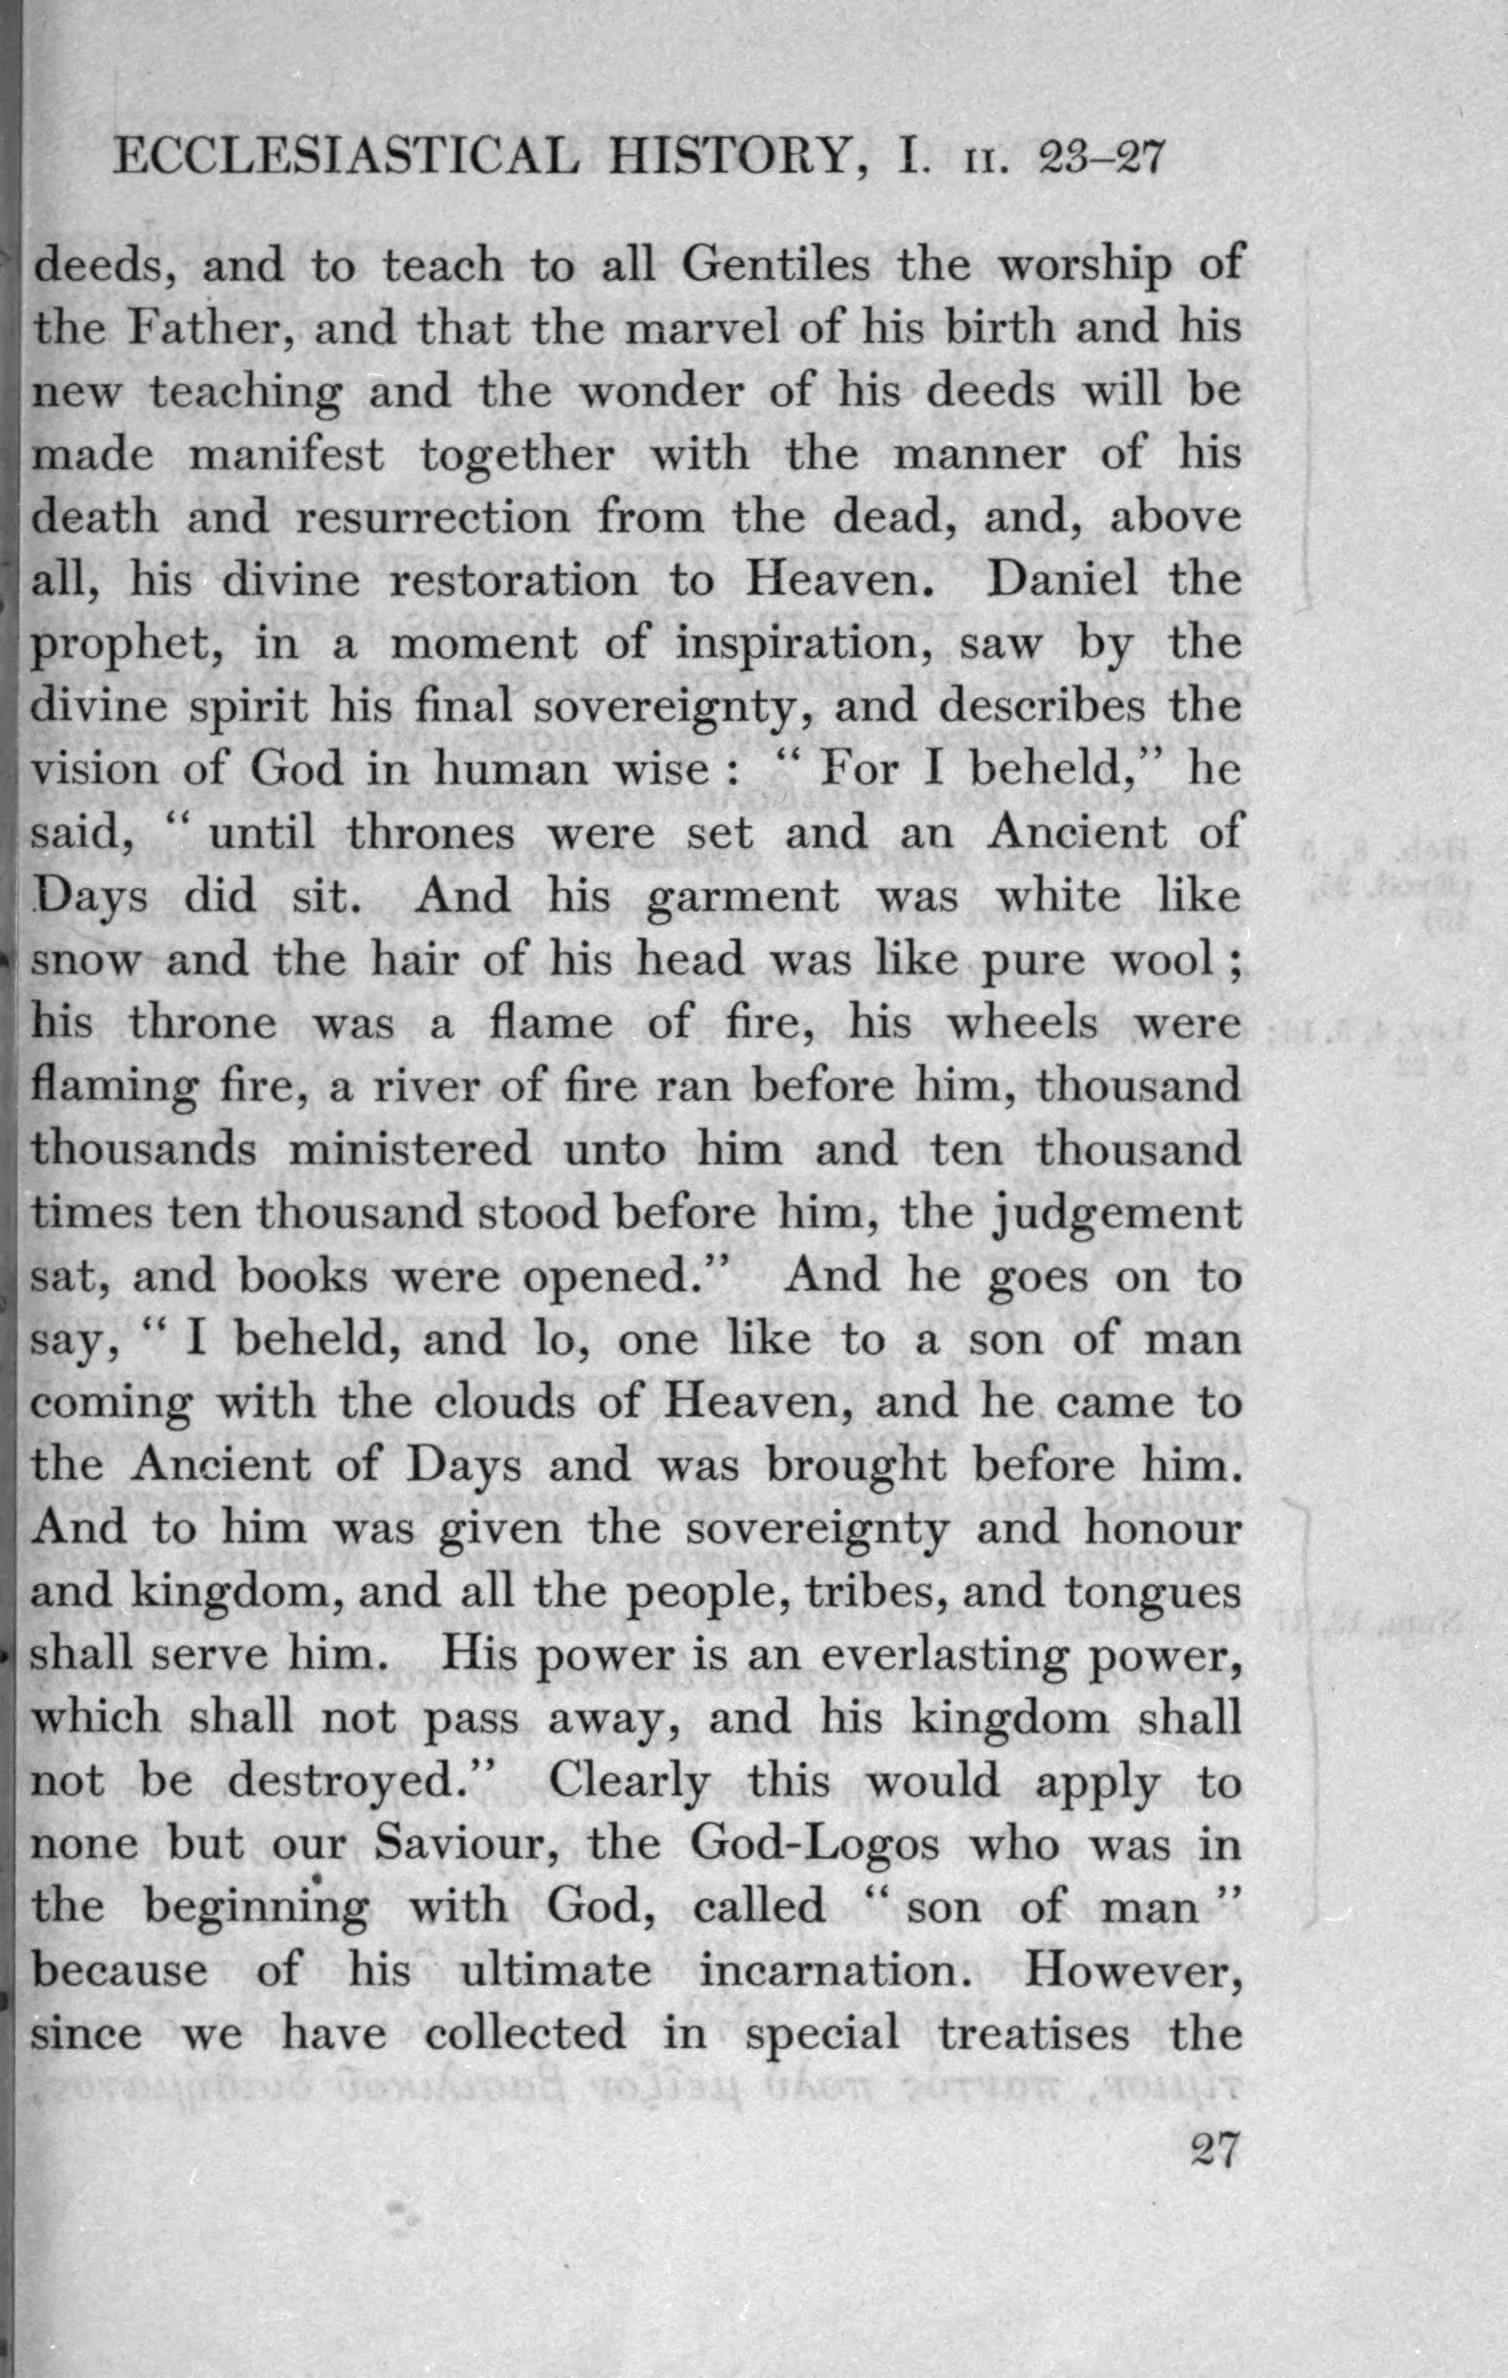 ECCLESIASTICAL HISTORY, I. II. 23–27
deeds, and to teach to all Gentiles the worship of
the Father, and that the marvel of his birth and his
new teaching and the wonder of his deeds will be
made manifest together with the manner of his
death and resurrection from the dead, and, above
all, his divine restoration to Heaven. Daniel the
prophet, in a moment of inspiration, saw by the
divine spirit his final sovereignty, and describes the
vision of God in human wise : “ For I beheld,” he
said, “ until thrones were set and an Ancient of
Days did sit. And his garment was white like
snow and the hair of his head was like pure wool ;
his throne was a flame of fire, his wheels were
flaming fire, a river of fire ran before him, thousand
thousands ministered unto him and ten thousand
times ten thousand stood before him, the judgement
sat, and books were opened.” And he goes on to
say, “ I beheld, and lo, one like to a son of man
coming with the clouds of Heaven, and he came to
the Ancient of Days and was brought before him.
And to him was given the sovereignty and honour
and kingdom, and all the people, tribes, and tongues
shall serve him. His power is an everlasting power,
which shall not pass away, and his kingdom shall
not be destroyed.” Clearly this would apply to
none but our Saviour, the God-Logos who was in
the beginning with God, called “ son of man ”
because of his ultimate incarnation. However,
since we have collected in special treatises the
27